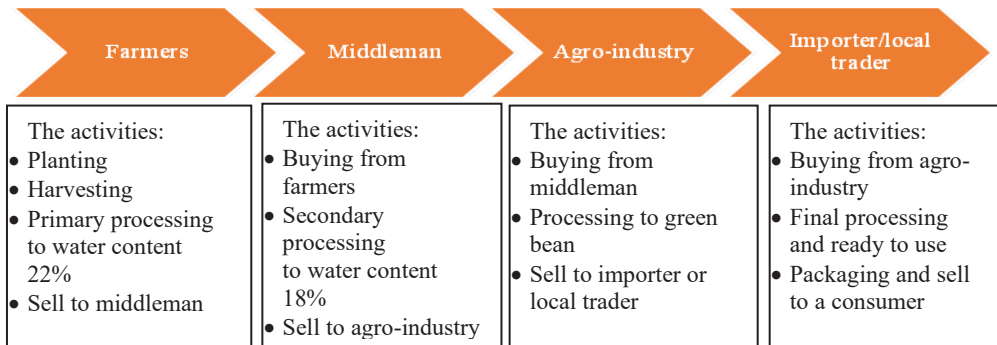 Farmers
Middleman
Agro-industry
Importer/local
trader
The activities:
• Planting
• Harvesting
• Primary processing
to water content
22%
• Sell to middleman
The activities:
• Buying from
farmers
• Secondary
processing
to water content
18%
• Sell to agro-industry
The activities:
• Buying from
middleman
• Processing to green
bean
• Sell to importer or
local trader
The activities:
• Buying from agro-
industry
• Final processing
and ready to use
• Packaging and sell
to a consumer